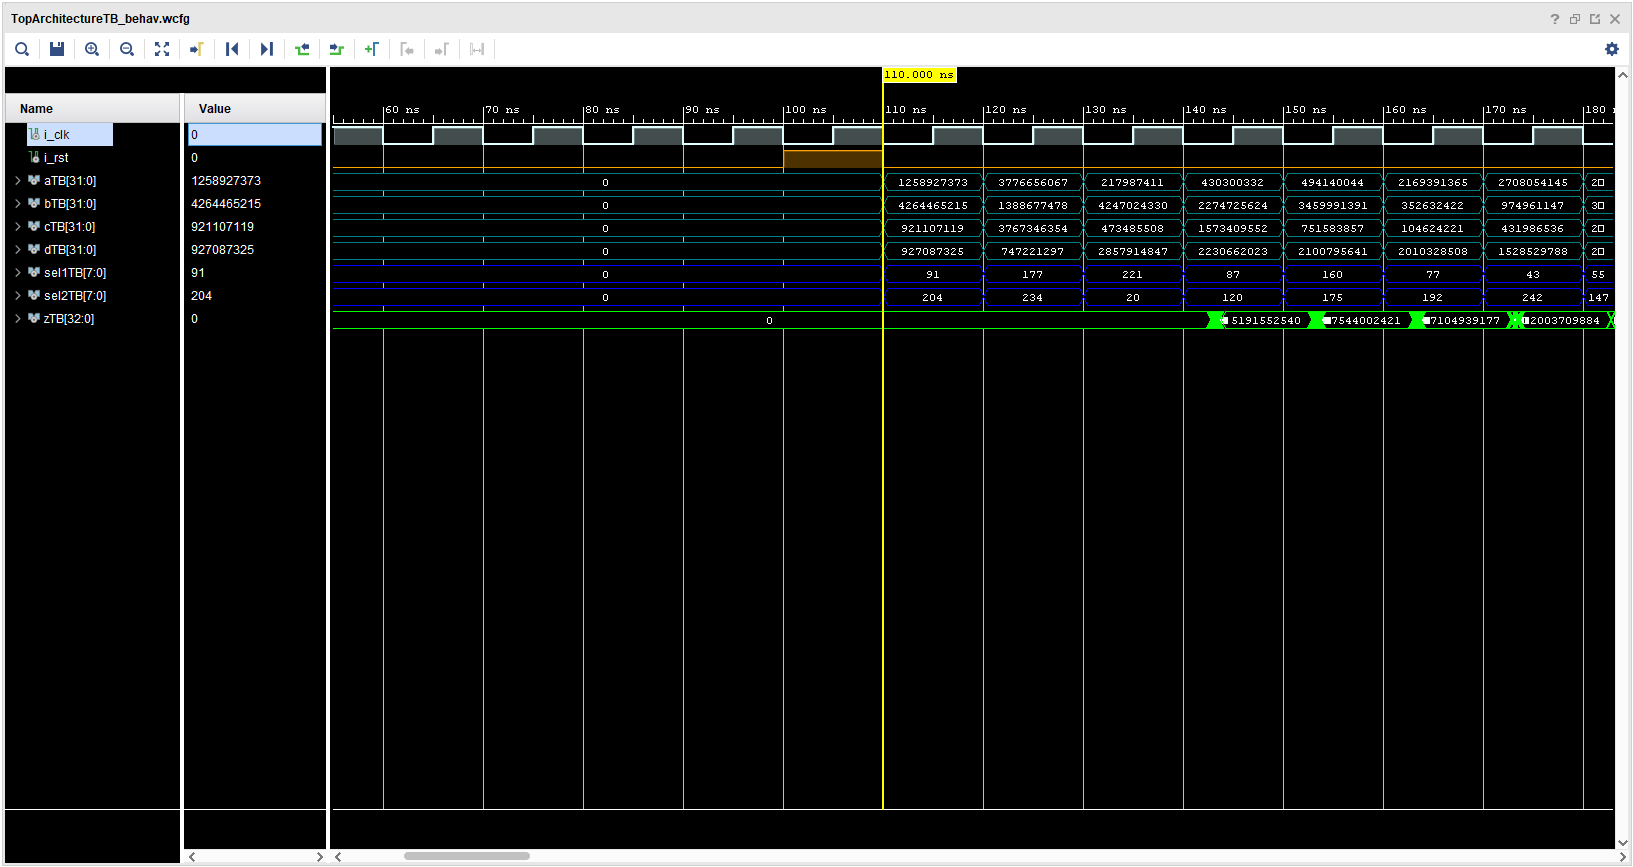 TopArchitectureTB_behav.wcfg
110.000 ns
Name Value
60 ns 70 ns 80 ns 90 ns 100 ns 110 ns 120 ns 130 ns 140 ns 150 ns 160 ns 170 ns 180
i_clk 0
i_rst 0
aTB[31:0] 1258927373 0 1258927373 3776656067 217987411 430300332 494140044 2169391365 2708054145 2
bTB[31:0] 4264465215 0 4264465215 1388677478 4247024330 2274725624 3459991391 352632422 974961147 3
cTB[31:0] 921107119 0 921107119 3767346354 473485508 1573409552 751583857 104624221 431986536 2
dTB[31:0] 927087325 0 927087325 747221297 2857914847 2230662023 2100795641 2010328508 1528529788 2
sel1TB[7:0] 91 0 91 177 221 87 160 77 43 55
sel2TB[7:0] 204 0 204 234 20 120 175 192 242 147
zTB[32:0] 0 0 5191552540 7544002421 7104939177 2003709884